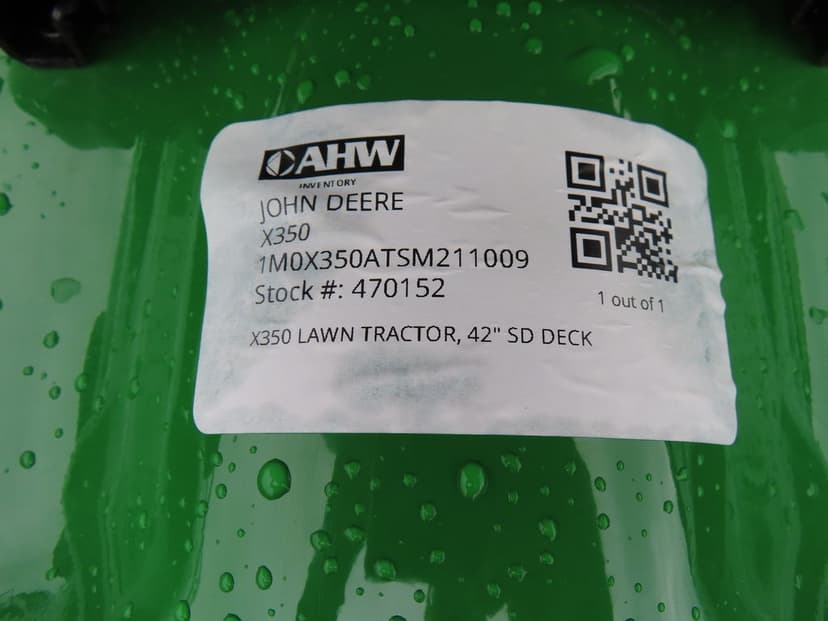 AHW
INVENTORY
JOHN DEERE
X350
1M0X350ATSM211009
Stock #: 470152
1 out of 1
X350 LAWN TRACTOR, 42" SD DECK